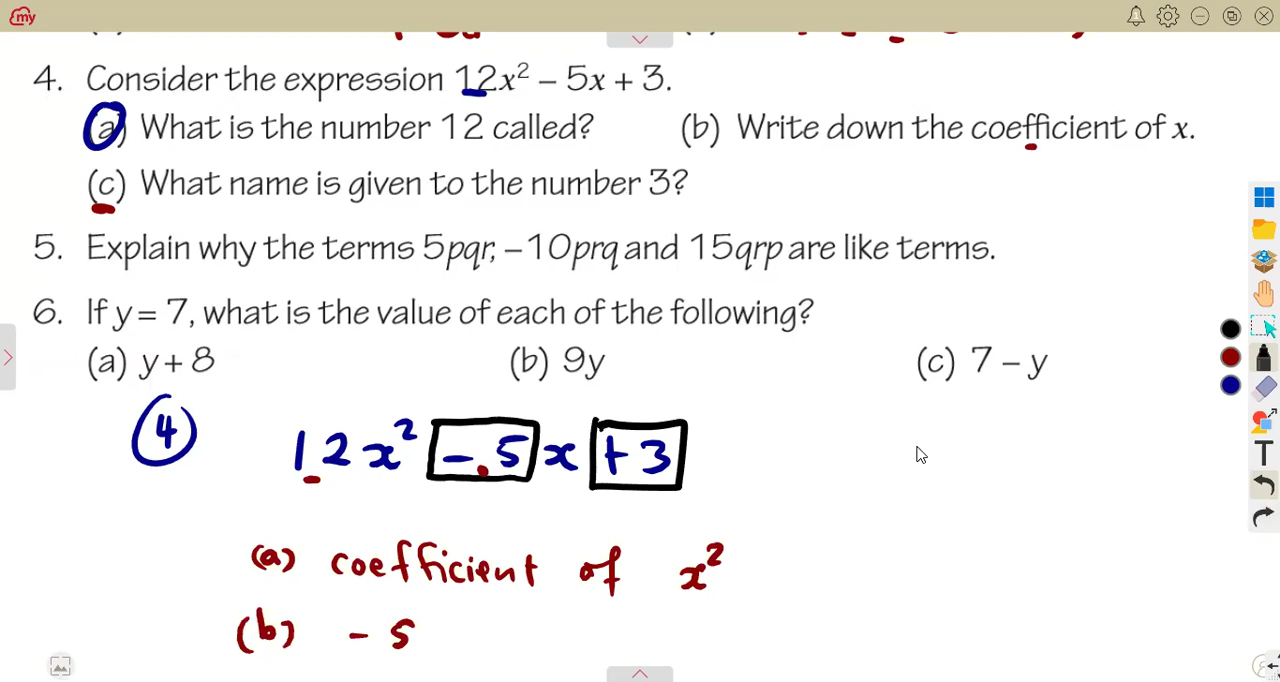 my
4. Consider the expression 12x² – 5x + 3.
(a) What is the number 12 called? (b) Write down the coefficient of x.
(c) What name is given to the number 3?
5. Explain why the terms 5pqr, –10prq and 15qrp are like terms.
6. If y = 7, what is the value of each of the following?
(a) y + 8 (b) 9y (c) 7 – y
4 12x² - 5x + 3
(a) coefficient of x²
(b) - 5
T